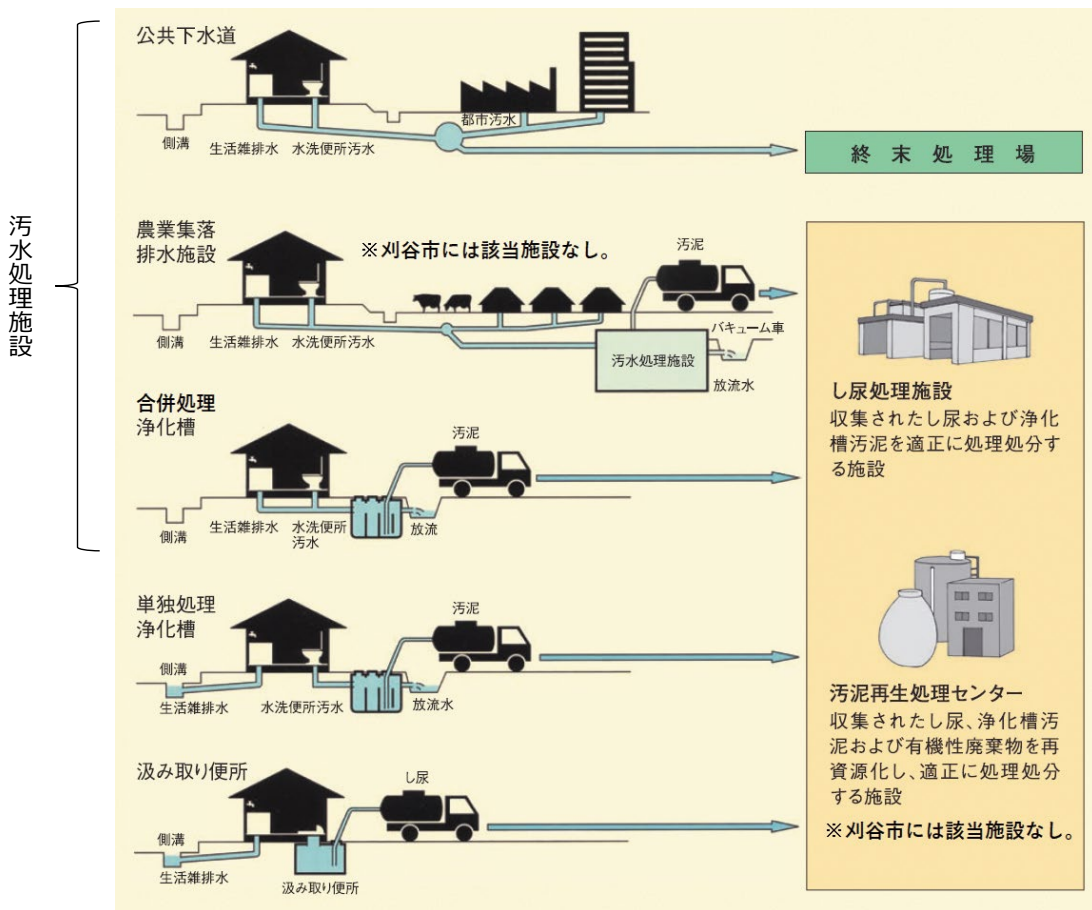 汚水処理施設
公共下水道
都市汚水
側溝
生活雑排水
水洗便所汚水
終末処理場
農業集落
排水施設
※刈谷市には該当施設なし。
汚泥
バキューム車
側溝
生活雑排水
水洗便所汚水
汚水処理施設
放流水
し尿処理施設
収集されたし尿および浄化
槽汚泥を適正に処理処分す
る施設
合併処理
浄化槽
汚泥
側溝
生活雑排水
水洗便所
汚水
放流
単独処理
浄化槽
汚泥
側溝
生活雑排水
水洗便所汚水
放流水
汚泥再生処理センター
収集されたし尿、浄化槽汚
泥および有機性廃棄物を再
資源化し、適正に処理処分
する施設
※刈谷市には該当施設なし。
汲み取り便所
し尿
側溝
生活雑排水
汲み取り便所